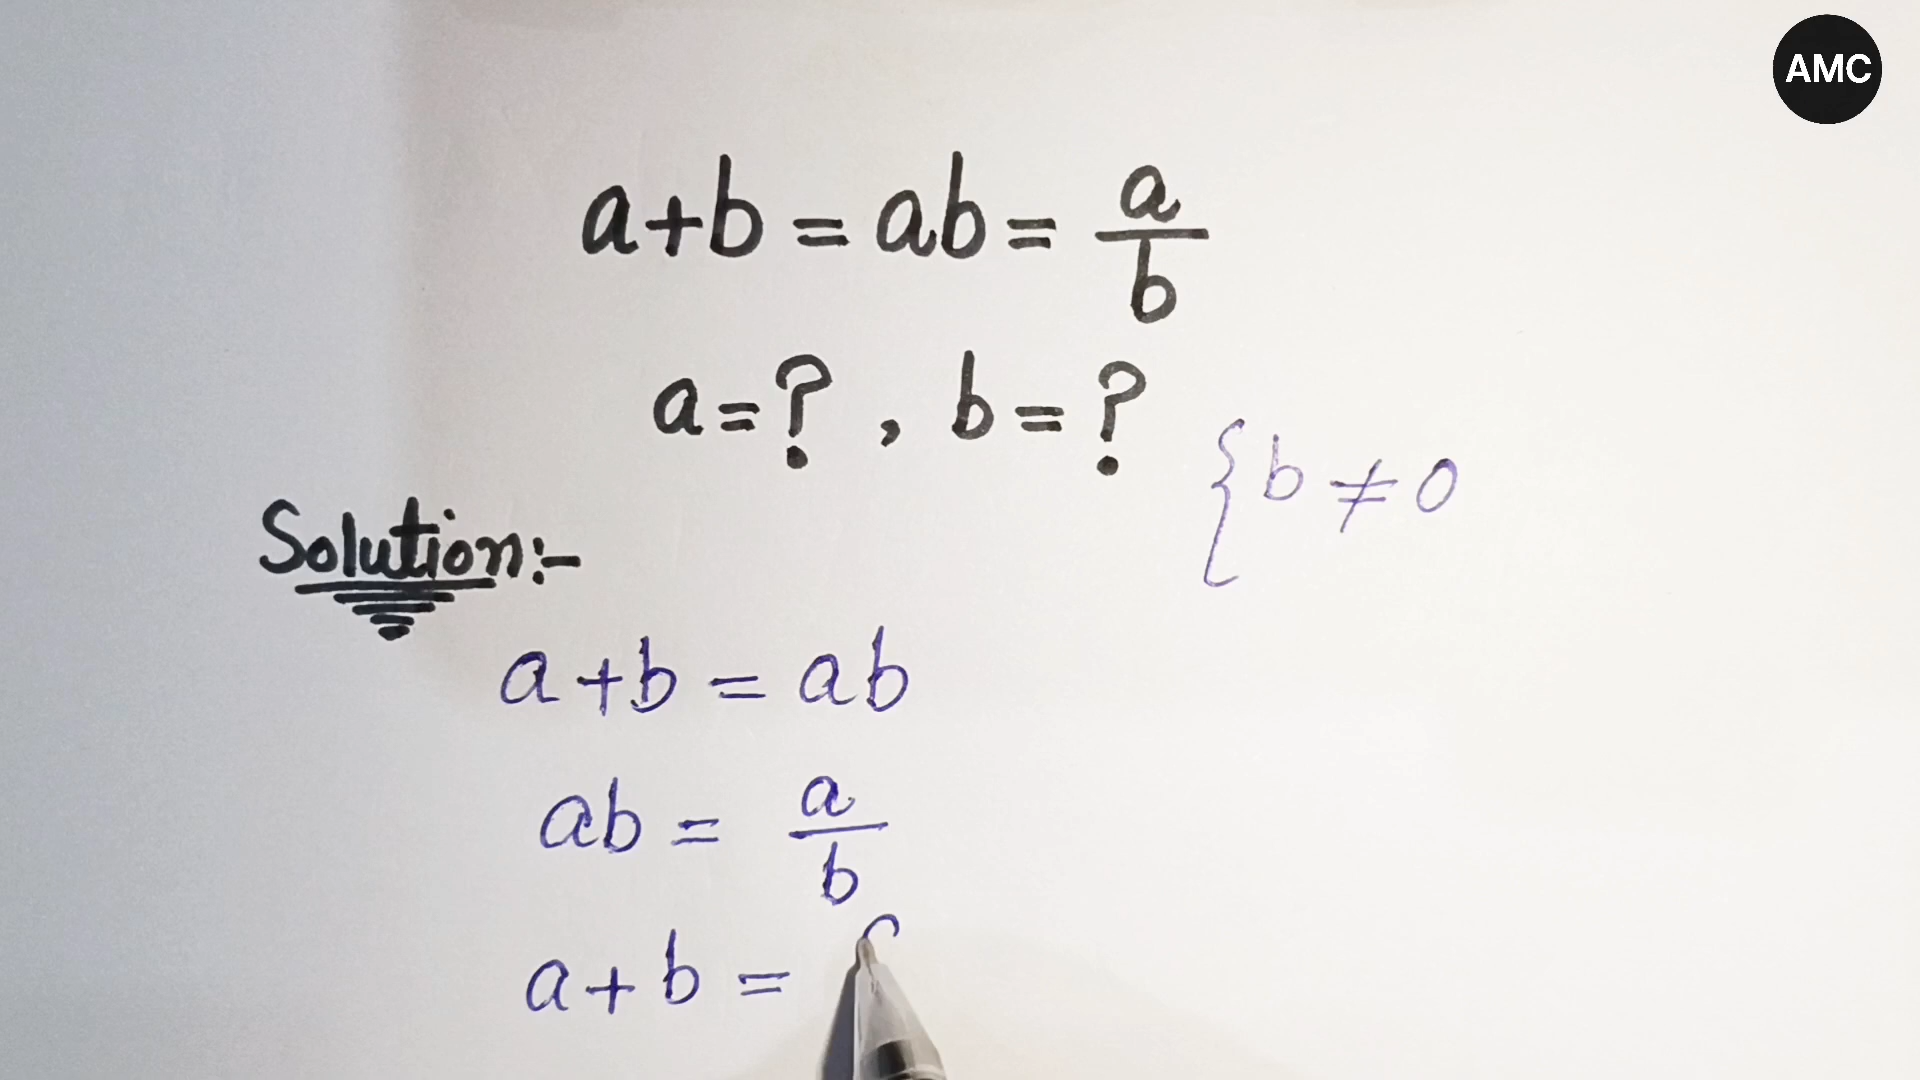 AMC
a+b = ab = a/b
a=? , b=?
{b ≠ 0
Solution:-
a+b = ab
ab = a/b
a+b =